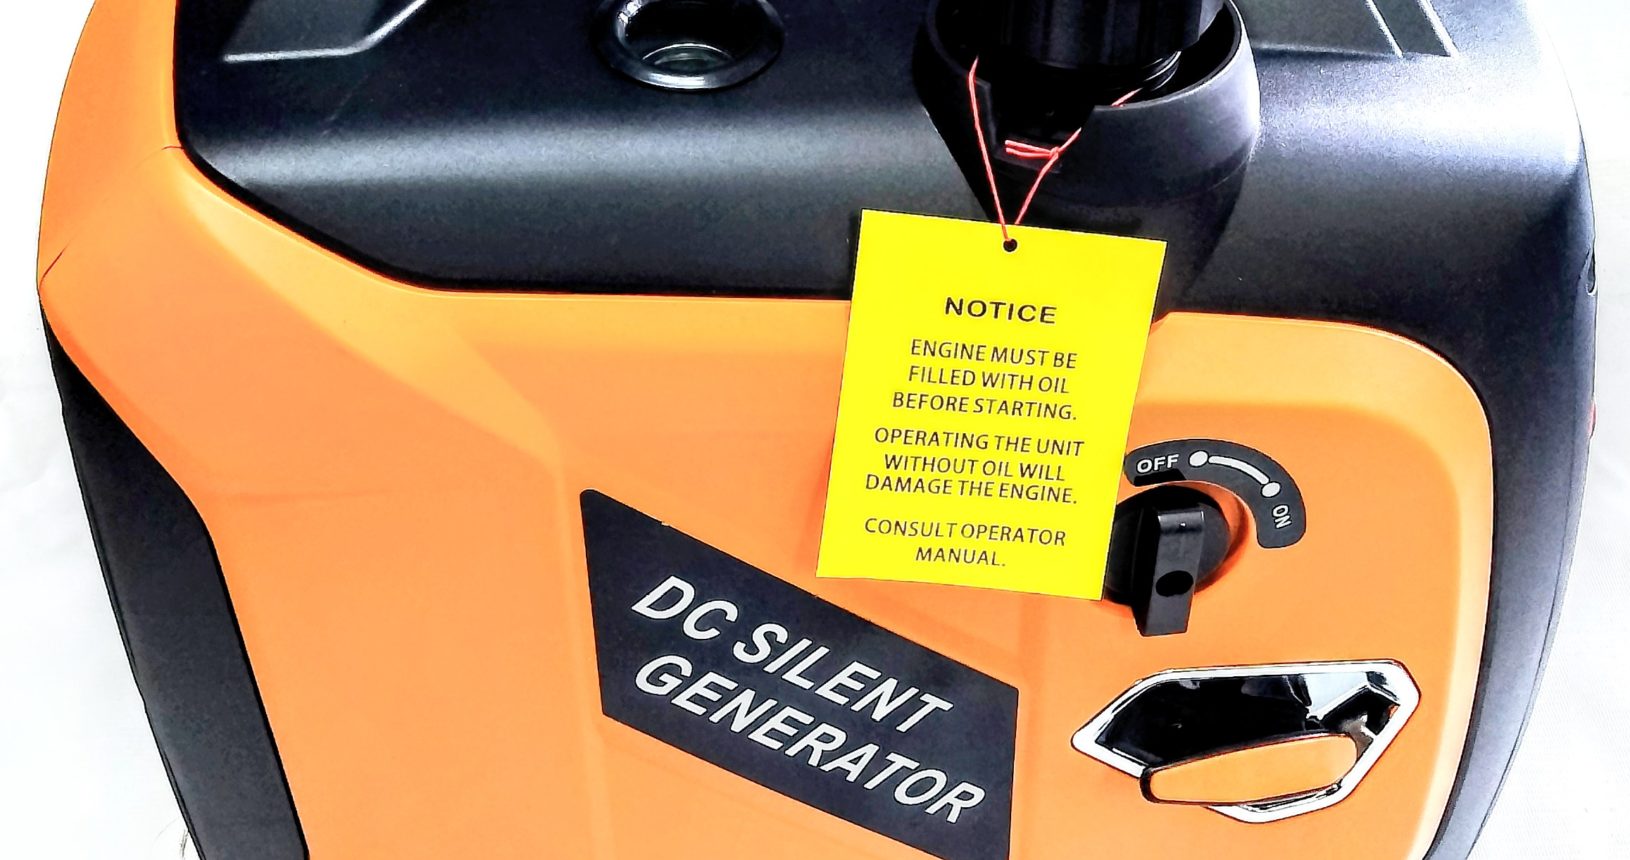 NOTICE
ENGINE MUST BE
FILLED WITH OIL
BEFORE STARTING.
OPERATING THE UNIT
WITHOUT OIL WILL
DAMAGE THE ENGINE.
CONSULT OPERATOR
MANUAL.
OFF
ON
DC SILENT
GENERATOR